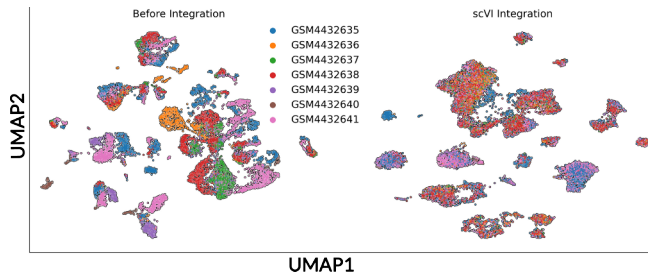 Before Integration
scVI Integration
GSM4432635
GSM4432636
GSM4432637
GSM4432638
GSM4432639
GSM4432640
GSM4432641
UMAP2
UMAP1